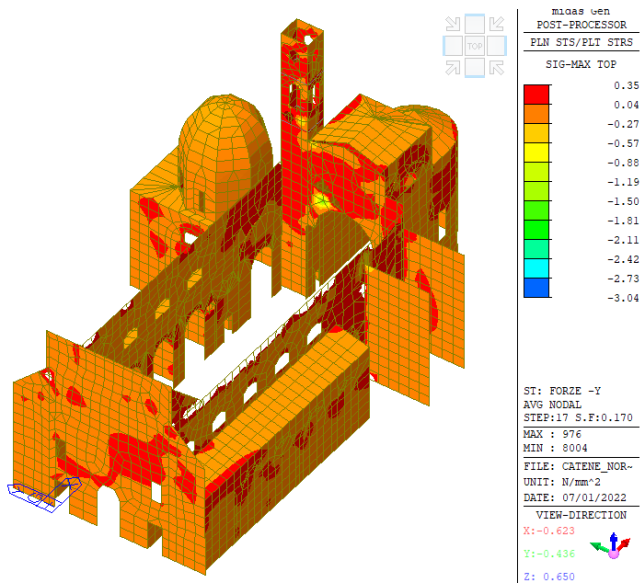 midas Gen
POST-PROCESSOR
PLN STS/PLT STRS
SIG-MAX TOP
0.35
0.04
-0.27
-0.57
-0.88
-1.19
-1.50
-1.81
-2.11
-2.42
-2.73
-3.04
TOP
ST: FORZE -Y
AVG NODAL
STEP:17 S.F:0.170
MAX : 976
MIN : 8004
FILE: CATENE_NOR~
UNIT: N/mm^2
DATE: 07/01/2022
VIEW-DIRECTION
X:-0.623
Y:-0.436
Z: 0.650